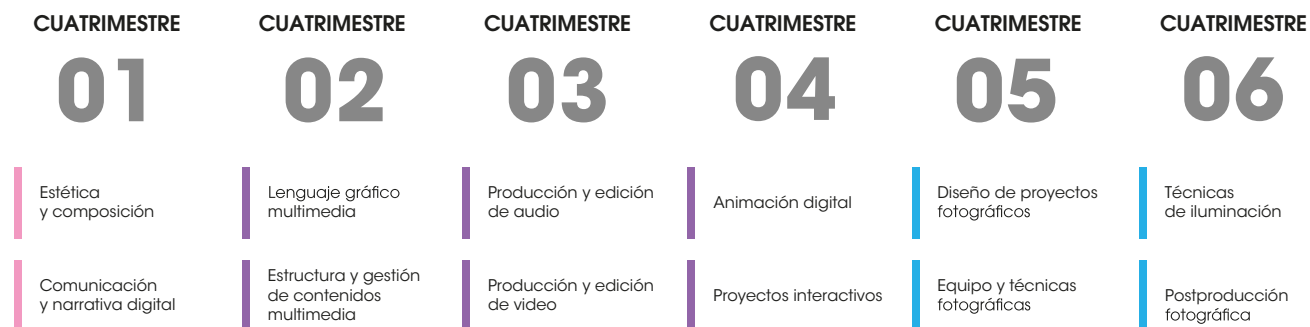 CUATRIMESTRE
01
Estética
y composición
Comunicación
y narrativa digital
CUATRIMESTRE
02
Lenguaje gráfico
multimedia
Estructura y gestión
de contenidos
multimedia
CUATRIMESTRE
03
Producción y edición
de audio
Producción y edición
de video
CUATRIMESTRE
04
Animación digital
Proyectos interactivos
CUATRIMESTRE
05
Diseño de proyectos
fotográficos
Equipo y técnicas
fotográficas
CUATRIMESTRE
06
Técnicas
de iluminación
Postproducción
fotográfica